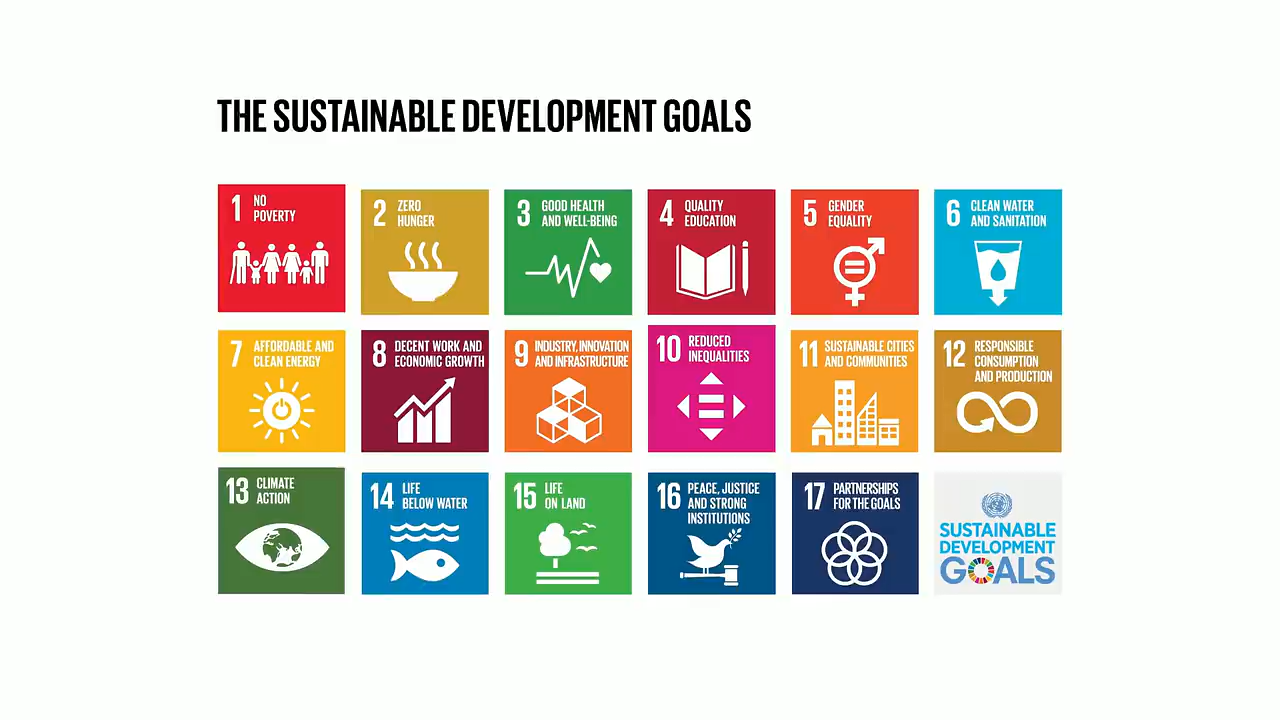 THE SUSTAINABLE DEVELOPMENT GOALS
1 NO
POVERTY
2 ZERO
HUNGER
3 GOOD HEALTH
AND WELL-BEING
4 QUALITY
EDUCATION
5 GENDER
EQUALITY
6 CLEAN WATER
AND SANITATION
7 AFFORDABLE AND
CLEAN ENERGY
8 DECENT WORK AND
ECONOMIC GROWTH
9 INDUSTRY, INNOVATION
AND INFRASTRUCTURE
10 REDUCED
INEQUALITIES
11 SUSTAINABLE CITIES
AND COMMUNITIES
12 RESPONSIBLE
CONSUMPTION
AND PRODUCTION
13 CLIMATE
ACTION
14 LIFE
BELOW WATER
15 LIFE
ON LAND
16 PEACE, JUSTICE
AND STRONG
INSTITUTIONS
17 PARTNERSHIPS
FOR THE GOALS
SUSTAINABLE
DEVELOPMENT
GOALS